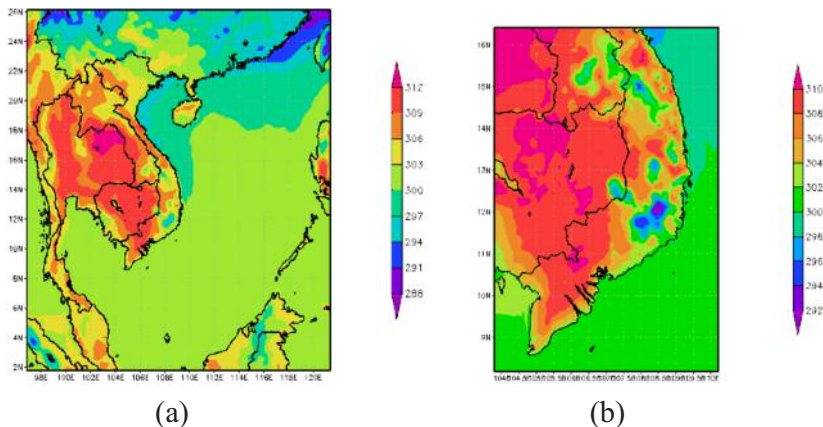 26N
24N
22N
20N
18N
16N
14N
12N
10N
8N
6N
4N
2N
98E 100E 102E 104E 106E 108E 110E 112E 114E 116E 118E 120E
312
309
306
303
300
297
294
291
288
(a)
16N
15N
14N
13N
12N
11N
10N
9N
310
308
306
304
302
300
298
296
294
292
(b)